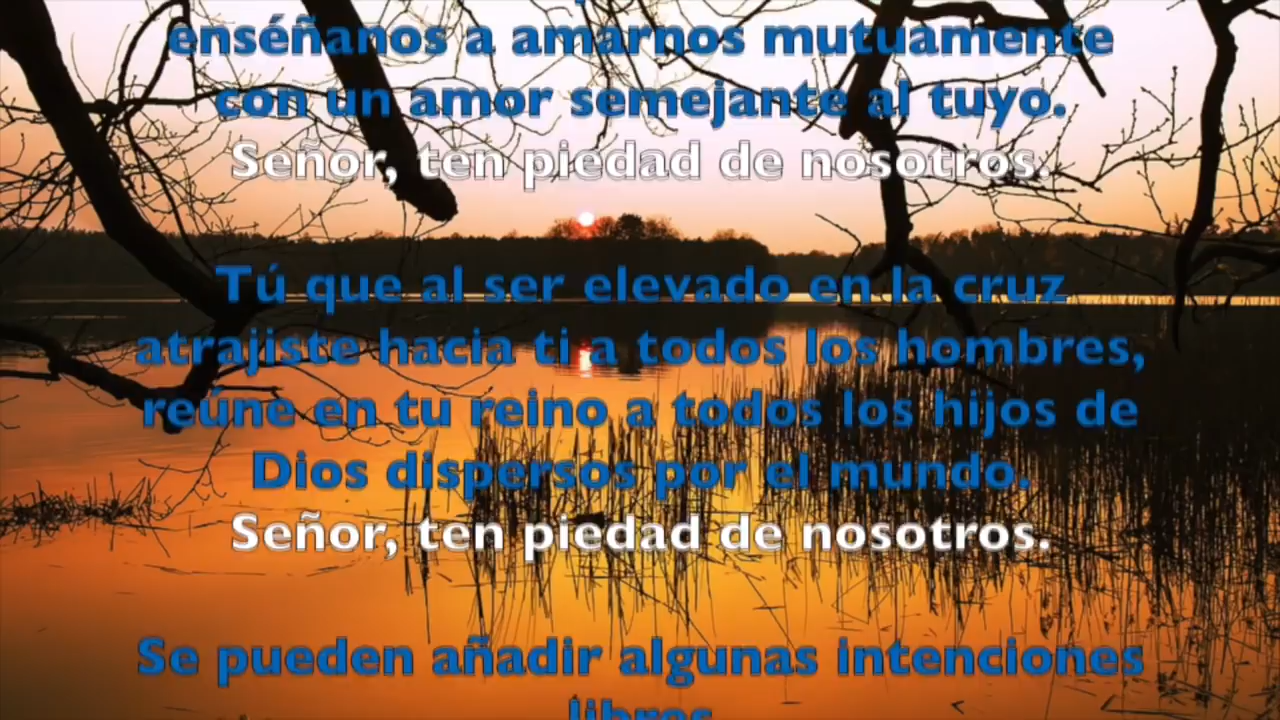 enséñanos a amarnos mutuamente
con un amor semejante al tuyo.
Señor, ten piedad de nosotros.
Tú que al ser elevado en la cruz
atrajiste hacia ti a todos los hombres,
reúne en tu reino a todos los hijos de
Dios dispersos por el mundo.
Señor, ten piedad de nosotros.
Se pueden añadir algunas intenciones
libres